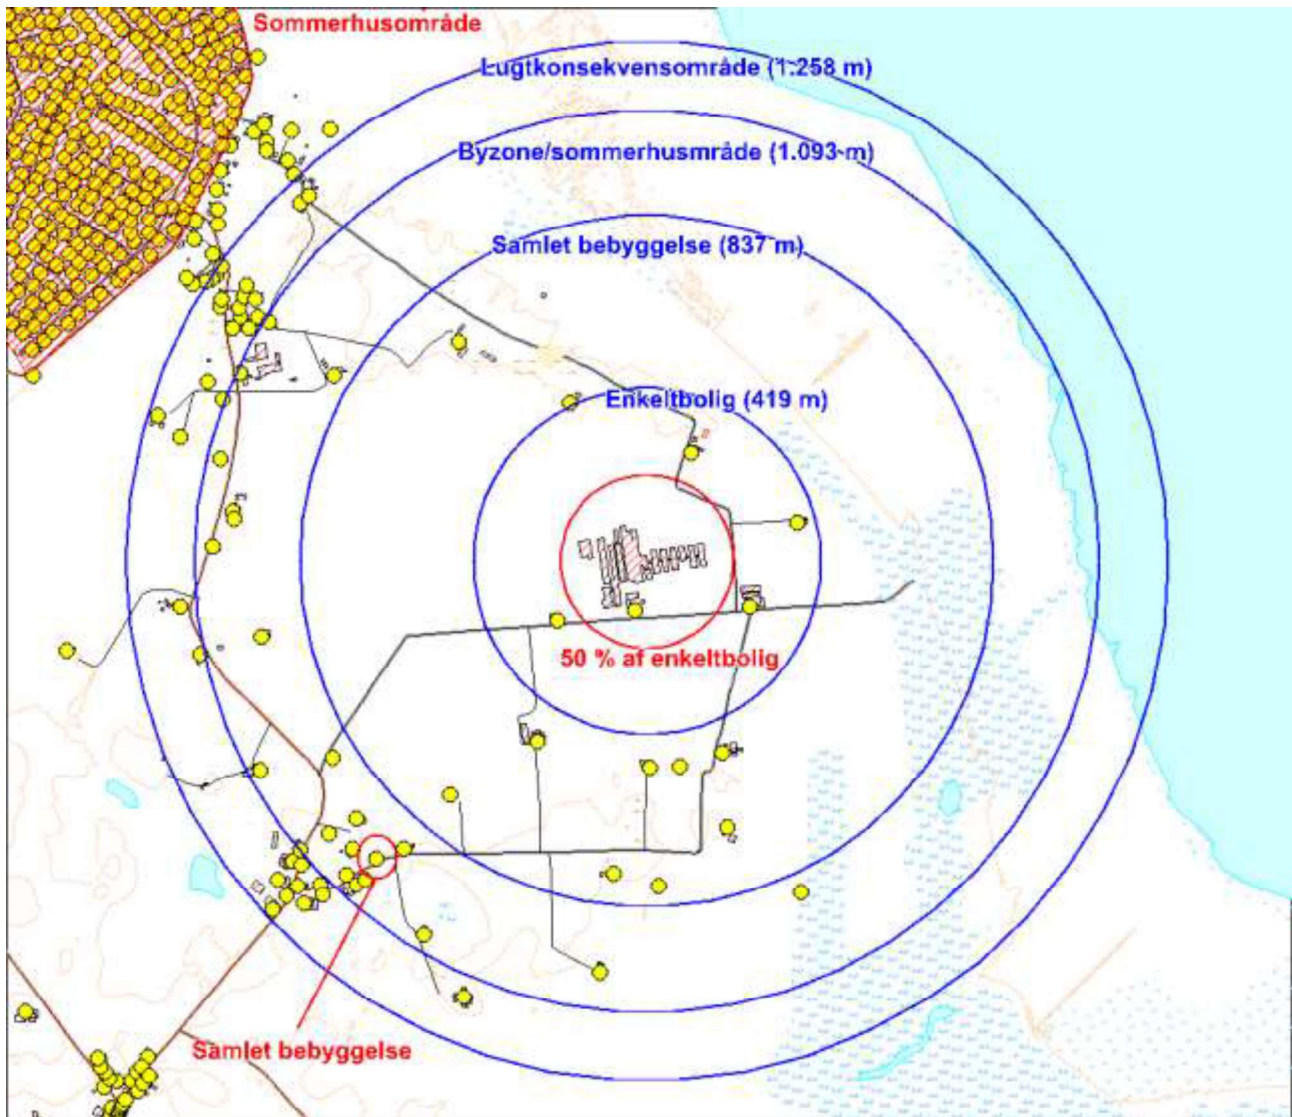 Sommerhusområde
Lugtkonsekvensområde (1.258 m)
Byzone/sommerhusmråde (1.093 m)
Samlet bebyggelse (837 m)
Enkeltbolig (419 m)
50 % af enkeltbolig
Samlet bebyggelse